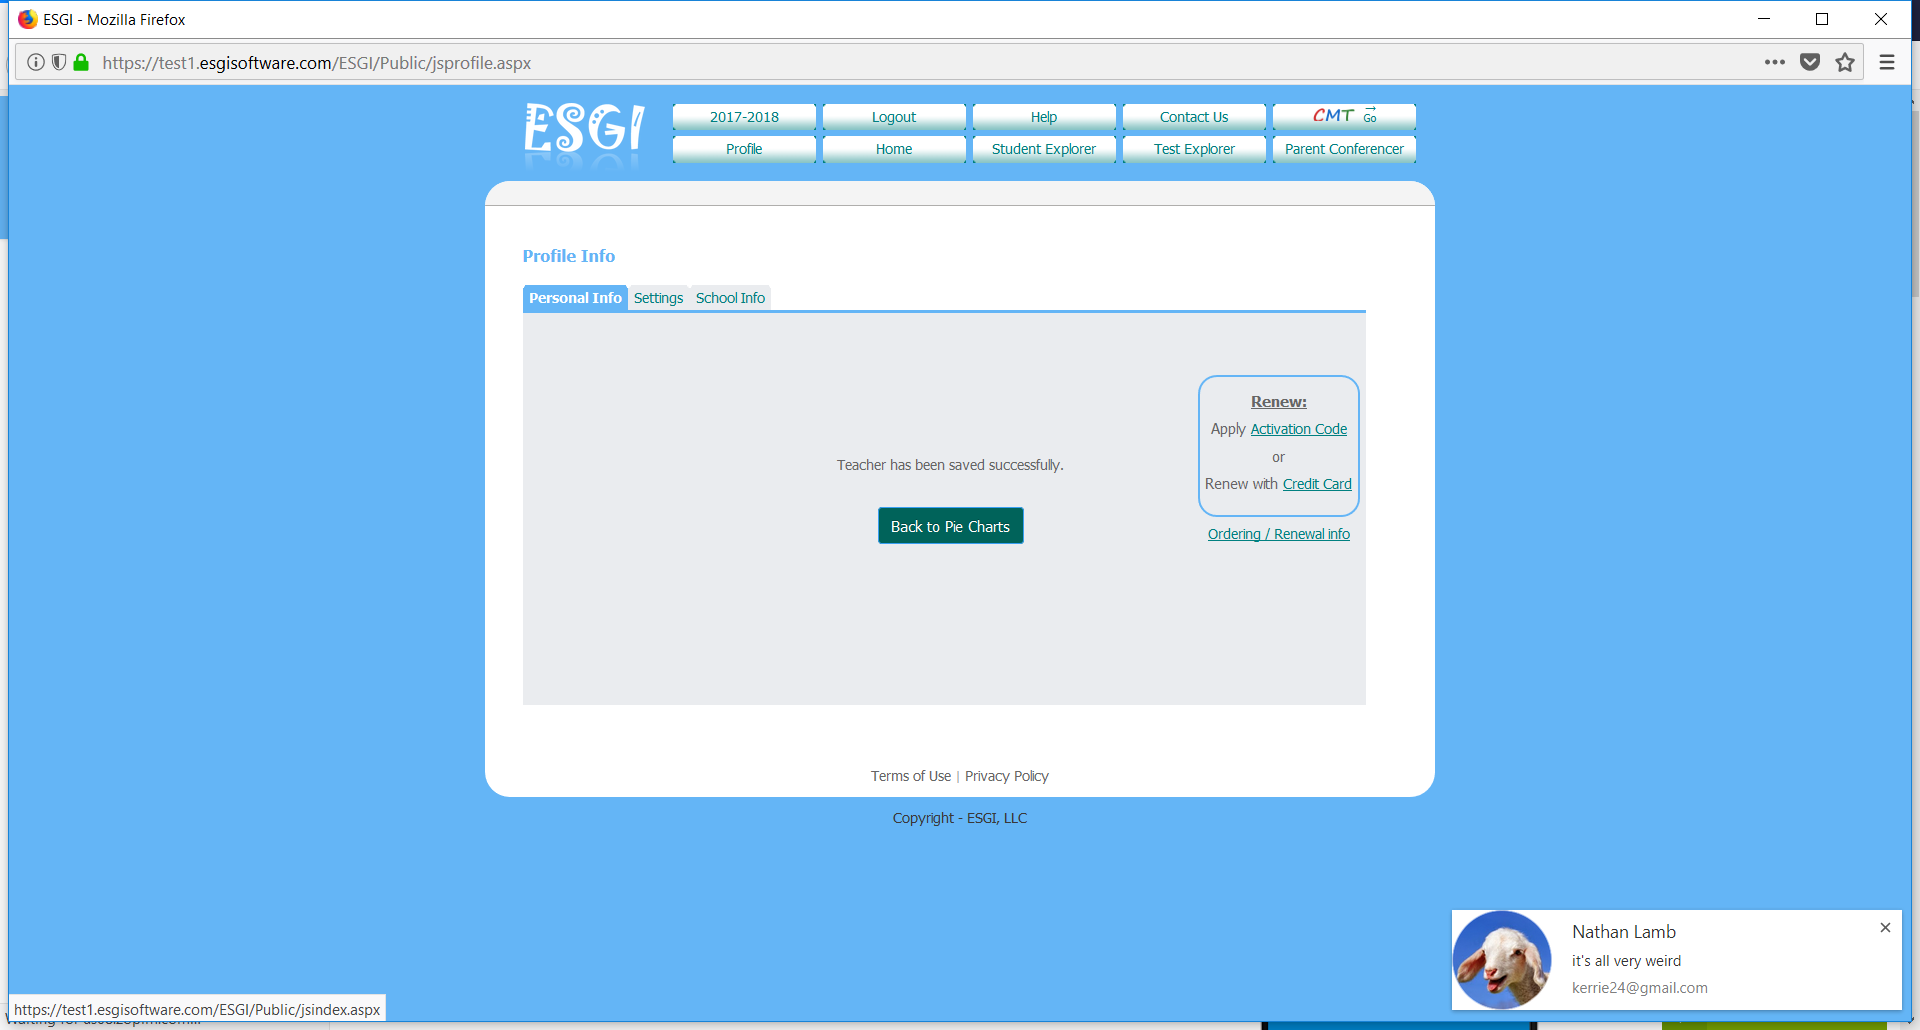 ESGI - Mozilla Firefox
https://test1.esgisoftware.com/ESGI/Public/jsprofile.aspx
ESGI
2017-2018 Logout Help Contact Us CMT → Go
Profile Home Student Explorer Test Explorer Parent Conferencer
Profile Info
Personal Info Settings School Info
Renew:
Apply Activation Code
or
Renew with Credit Card
Ordering / Renewal info
Teacher has been saved successfully.
Back to Pie Charts
Terms of Use | Privacy Policy
Copyright - ESGI, LLC
Nathan Lamb
it's all very weird
kerrie24@gmail.com
https://test1.esgisoftware.com/ESGI/Public/jsindex.aspx